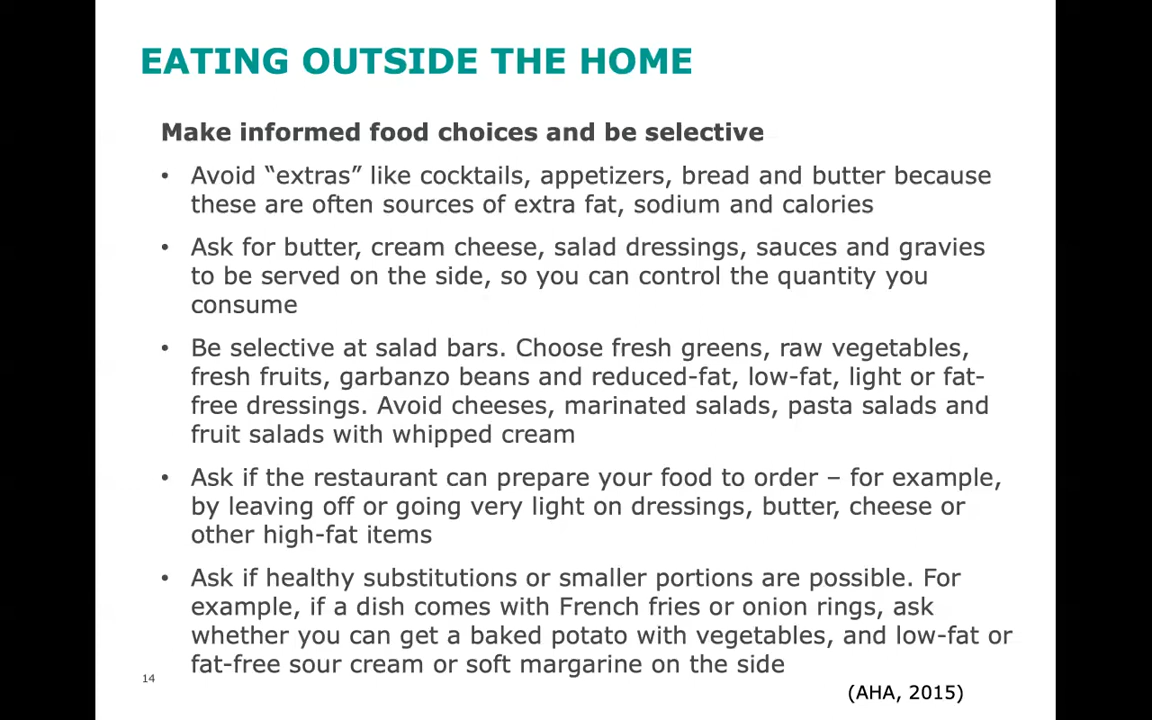 EATING OUTSIDE THE HOME
Make informed food choices and be selective
• Avoid “extras” like cocktails, appetizers, bread and butter because
these are often sources of extra fat, sodium and calories
• Ask for butter, cream cheese, salad dressings, sauces and gravies
to be served on the side, so you can control the quantity you
consume
• Be selective at salad bars. Choose fresh greens, raw vegetables,
fresh fruits, garbanzo beans and reduced-fat, low-fat, light or fat-
free dressings. Avoid cheeses, marinated salads, pasta salads and
fruit salads with whipped cream
• Ask if the restaurant can prepare your food to order – for example,
by leaving off or going very light on dressings, butter, cheese or
other high-fat items
• Ask if healthy substitutions or smaller portions are possible. For
example, if a dish comes with French fries or onion rings, ask
whether you can get a baked potato with vegetables, and low-fat or
fat-free sour cream or soft margarine on the side
14
(AHA, 2015)